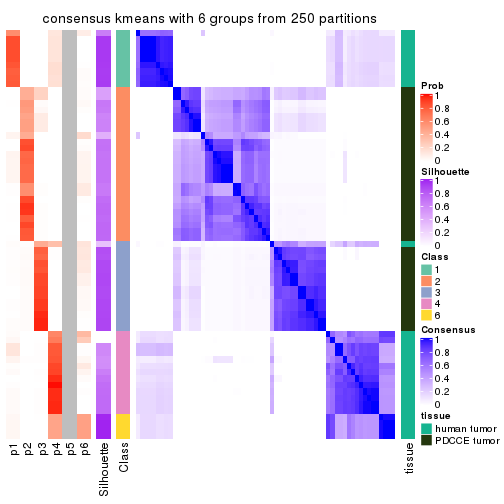 consensus kmeans with 6 groups from 250 partitions
Prob
1
0.8
0.6
0.4
0.2
0
Silhouette
1
0.8
0.6
0.4
0.2
0
Class
1
2
3
4
6
Consensus
1
0.8
0.6
0.4
0.2
0
tissue
human tumor
PDCCE tumor
p1
p2
p3
p4
p5
p6
Silhouette
Class
tissue